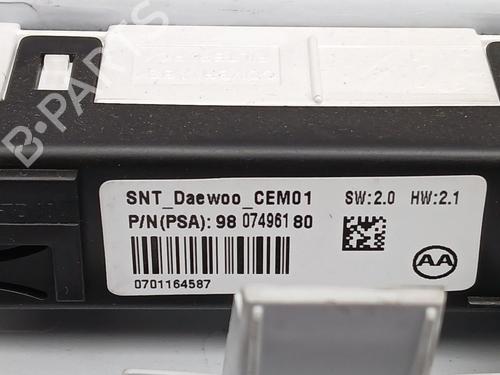 B-PARTS
SNT_Daewoo_CEM01 SW:2.0 HW:2.1
P/N(PSA): 98 074961 80
AA
0701164587